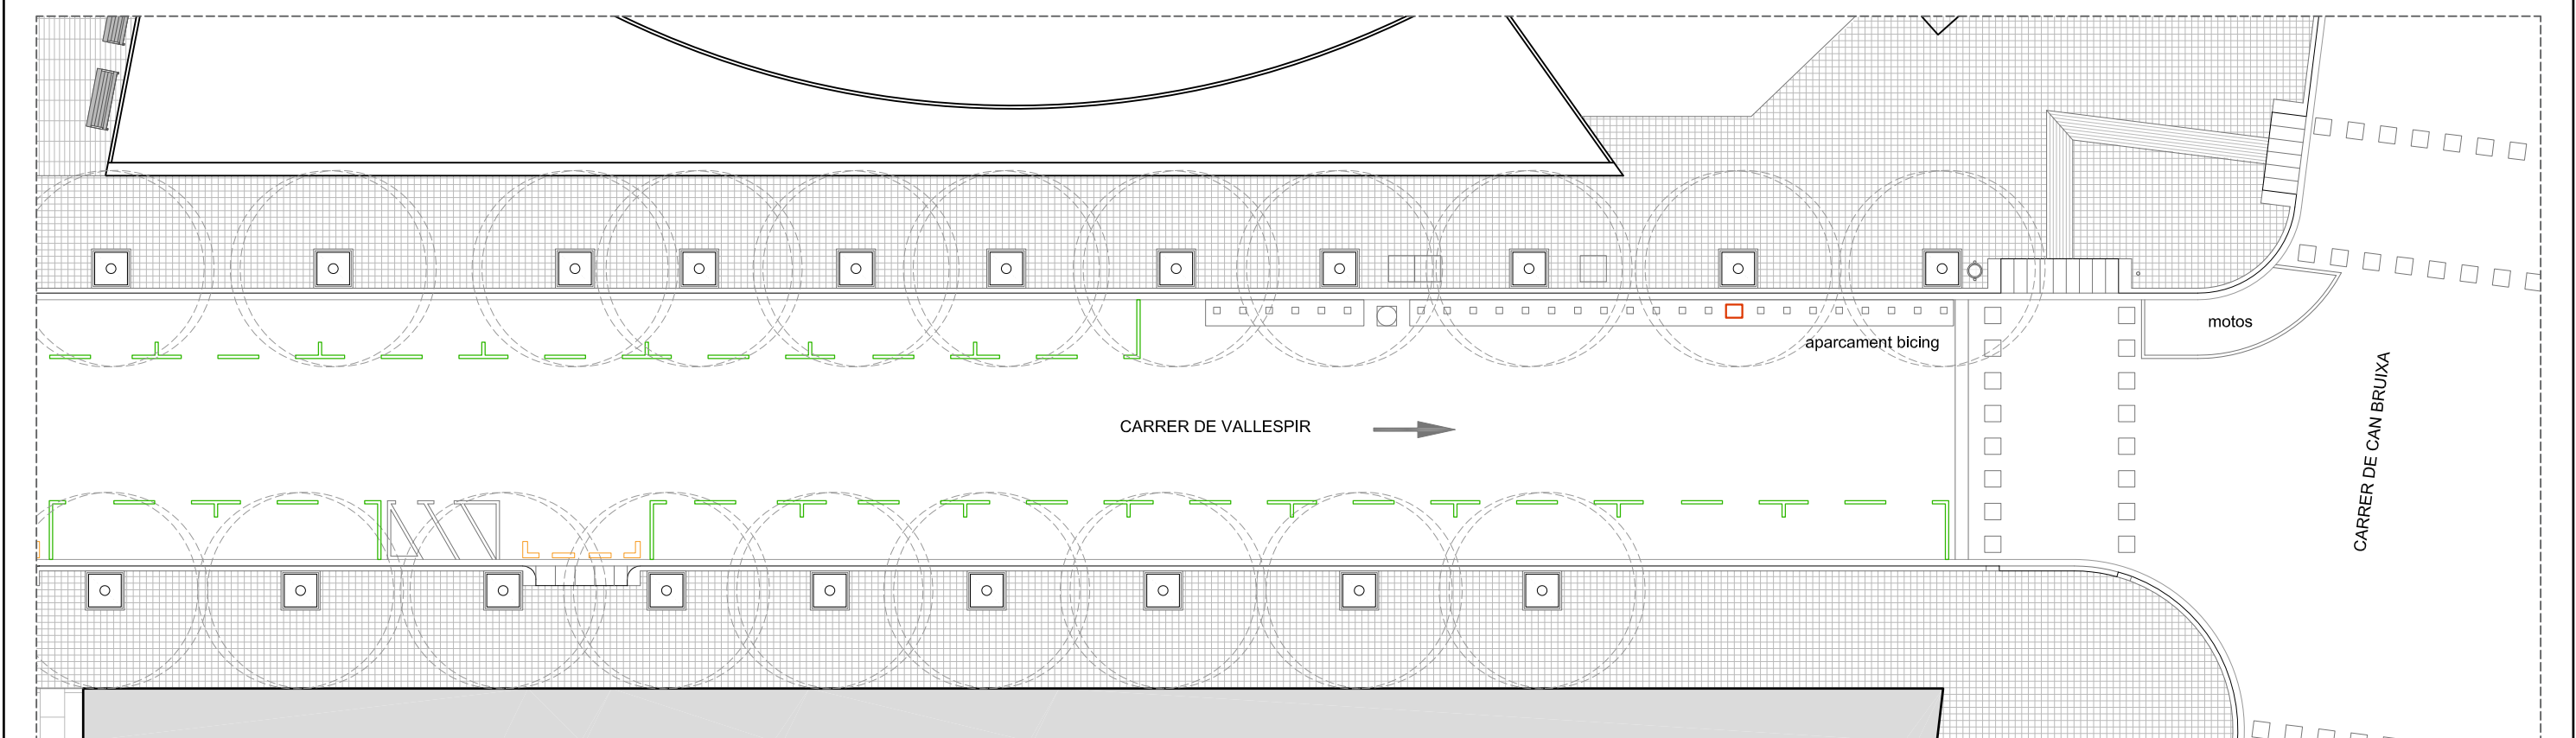 motos
aparcament bicing
CARRER DE VALLESPIR
CARRER DE CAN BRUIXA